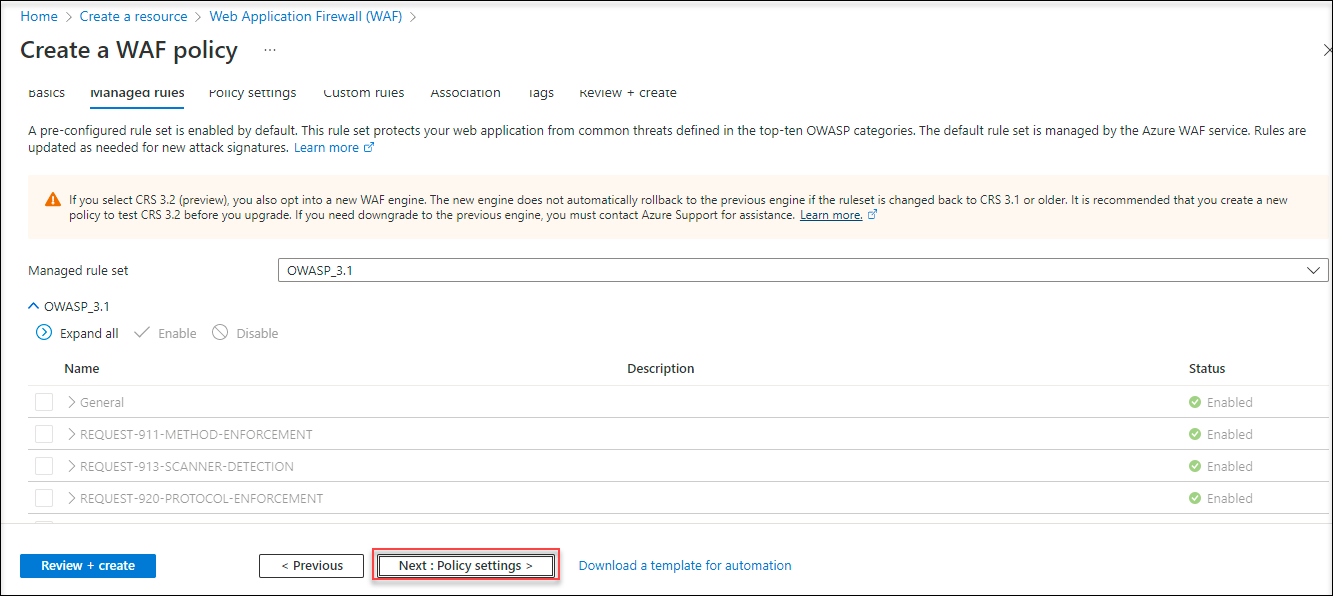 Home > Create a resource > Web Application Firewall (WAF) >
Create a WAF policy ...
Basics Managed rules Policy settings Custom rules Association Tags Review + create
A pre-configured rule set is enabled by default. This rule set protects your web application from common threats defined in the top-ten OWASP categories. The default rule set is managed by the Azure WAF service. Rules are
updated as needed for new attack signatures. Learn more
If you select CRS 3.2 (preview), you also opt into a new WAF engine. The new engine does not automatically rollback to the previous engine if the ruleset is changed back to CRS 3.1 or older. It is recommended that you create a new
policy to test CRS 3.2 before you upgrade. If you need downgrade to the previous engine, you must contact Azure Support for assistance. Learn more.
Managed rule set OWASP_3.1
OWASP_3.1
Expand all Enable Disable
Name Description Status
General Enabled
REQUEST-911-METHOD-ENFORCEMENT Enabled
REQUEST-913-SCANNER-DETECTION Enabled
REQUEST-920-PROTOCOL-ENFORCEMENT Enabled
Review + create < Previous Next : Policy settings > Download a template for automation